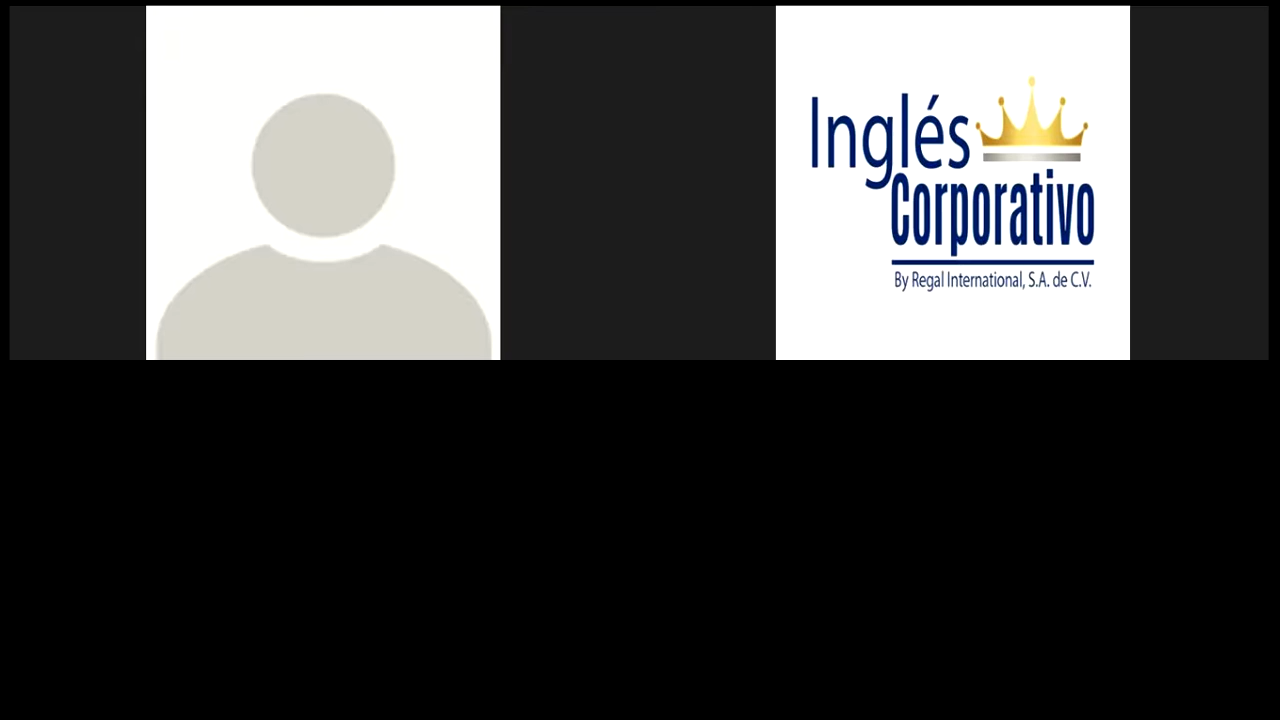 Inglés
Corporativo
By Regal International, S.A. de C.V.